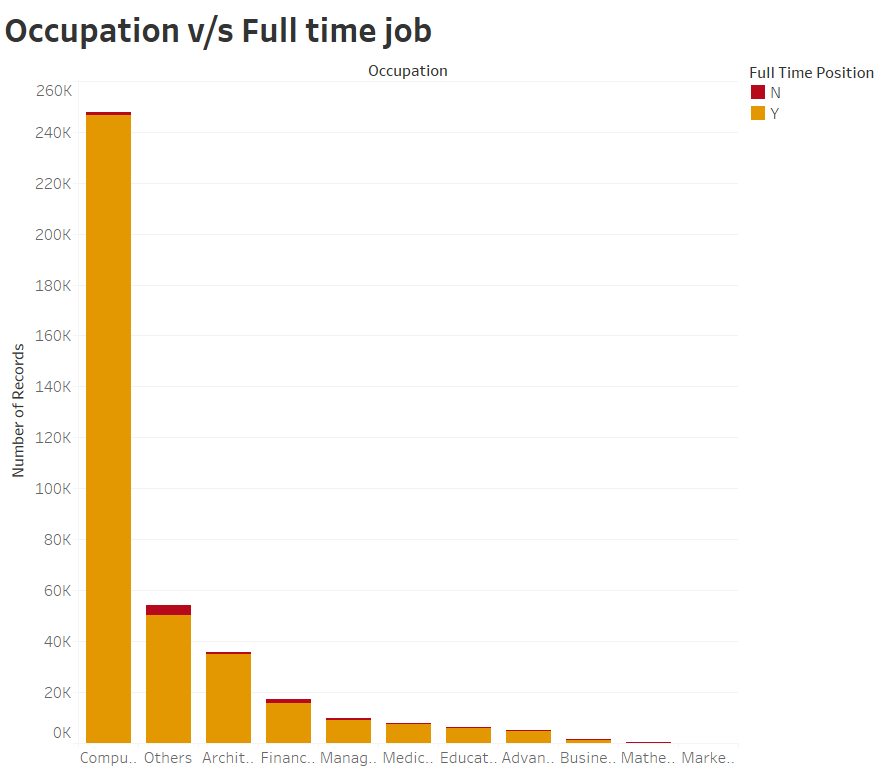 Occupation v/s Full time job
Occupation
Full Time Position
N
Y
Number of Records
260K
240K
220K
200K
180K
160K
140K
120K
100K
80K
60K
40K
20K
0K
Compu.. Others Archit.. Financ.. Manag.. Medic.. Educat.. Advan.. Busine.. Mathe.. Marke..